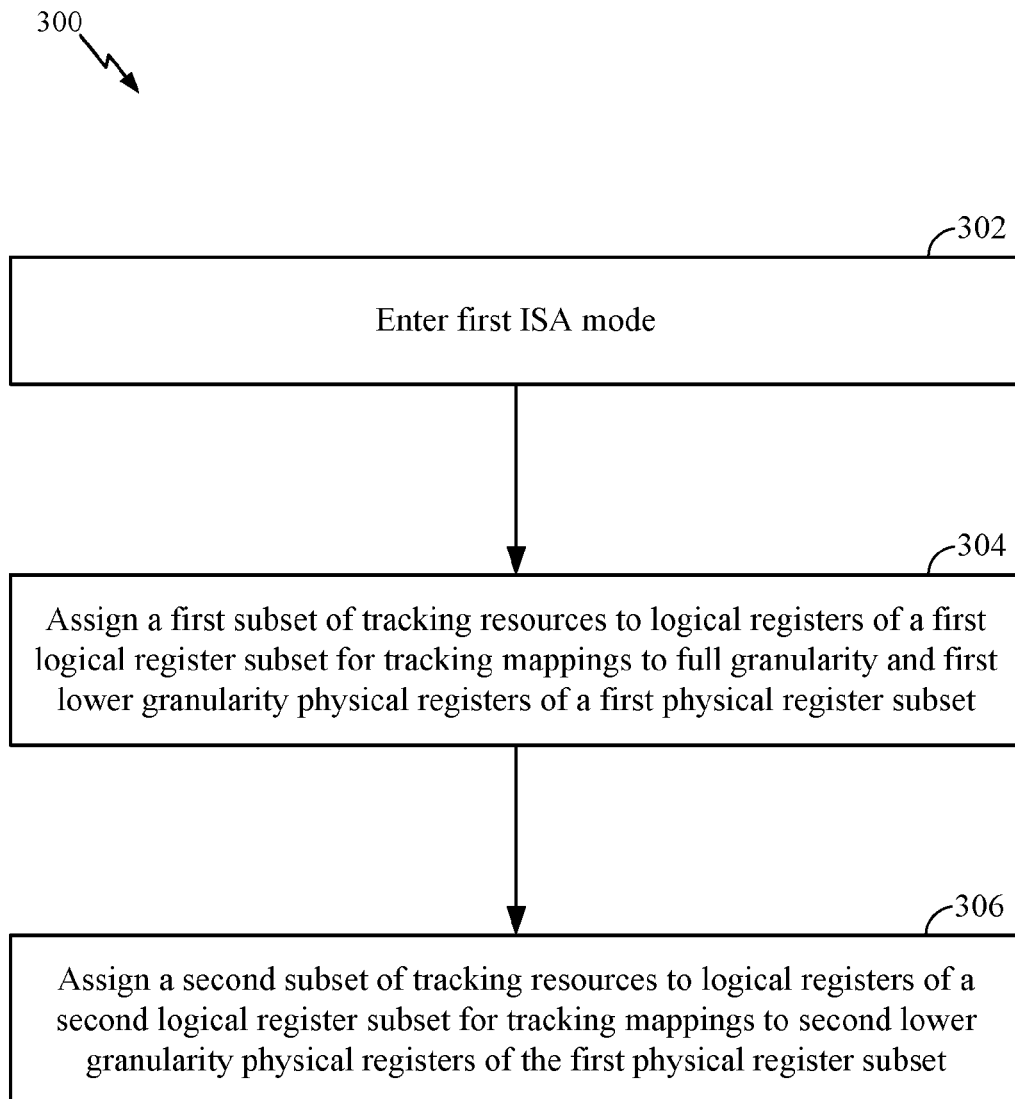 300
302
Enter first ISA mode
304
Assign a first subset of tracking resources to logical registers of a first
logical register subset for tracking mappings to full granularity and first
lower granularity physical registers of a first physical register subset
306
Assign a second subset of tracking resources to logical registers of a
second logical register subset for tracking mappings to second lower
granularity physical registers of the first physical register subset